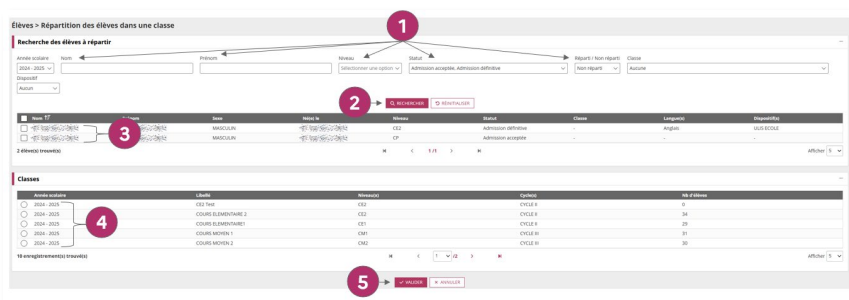 Élèves > Répartition des élèves dans une classe
1
Recherche des élèves à répartir
Année scolaire Nom Prénom Niveau Statut Réparti / Non réparti Classe
2024 - 2025 Sélectionner une option Admission acceptée, Admission définitive Non réparti Aucune
Dispositif
Aucun
2 RECHERCHER RÉINITIALISER
Nom Prénom Sexe Né(e) le Niveau Statut Classe Langue(s) Dispositif(s)
MASCULIN CE2 Admission définitive - Anglais ULIS ECOLE
3
MASCULIN CP Admission acceptée - - -
2 élève(s) trouvé(s) 1 /1 Afficher 5
Classes
Année scolaire Libellé Niveau(x) Cycle(s) Nb d'élèves
2024 - 2025 CE2 Test CE2 CYCLE II 0
2024 - 2025 COURS ELEMENTAIRE 2 CE2 CYCLE II 34
4
2024 - 2025 COURS ELEMENTAIRE1 CE1 CYCLE II 29
2024 - 2025 COURS MOYEN 1 CM1 CYCLE III 31
2024 - 2025 COURS MOYEN 2 CM2 CYCLE III 30
10 enregistrement(s) trouvé(s) 1 /2 Afficher 5
5 VALIDER ANNULER